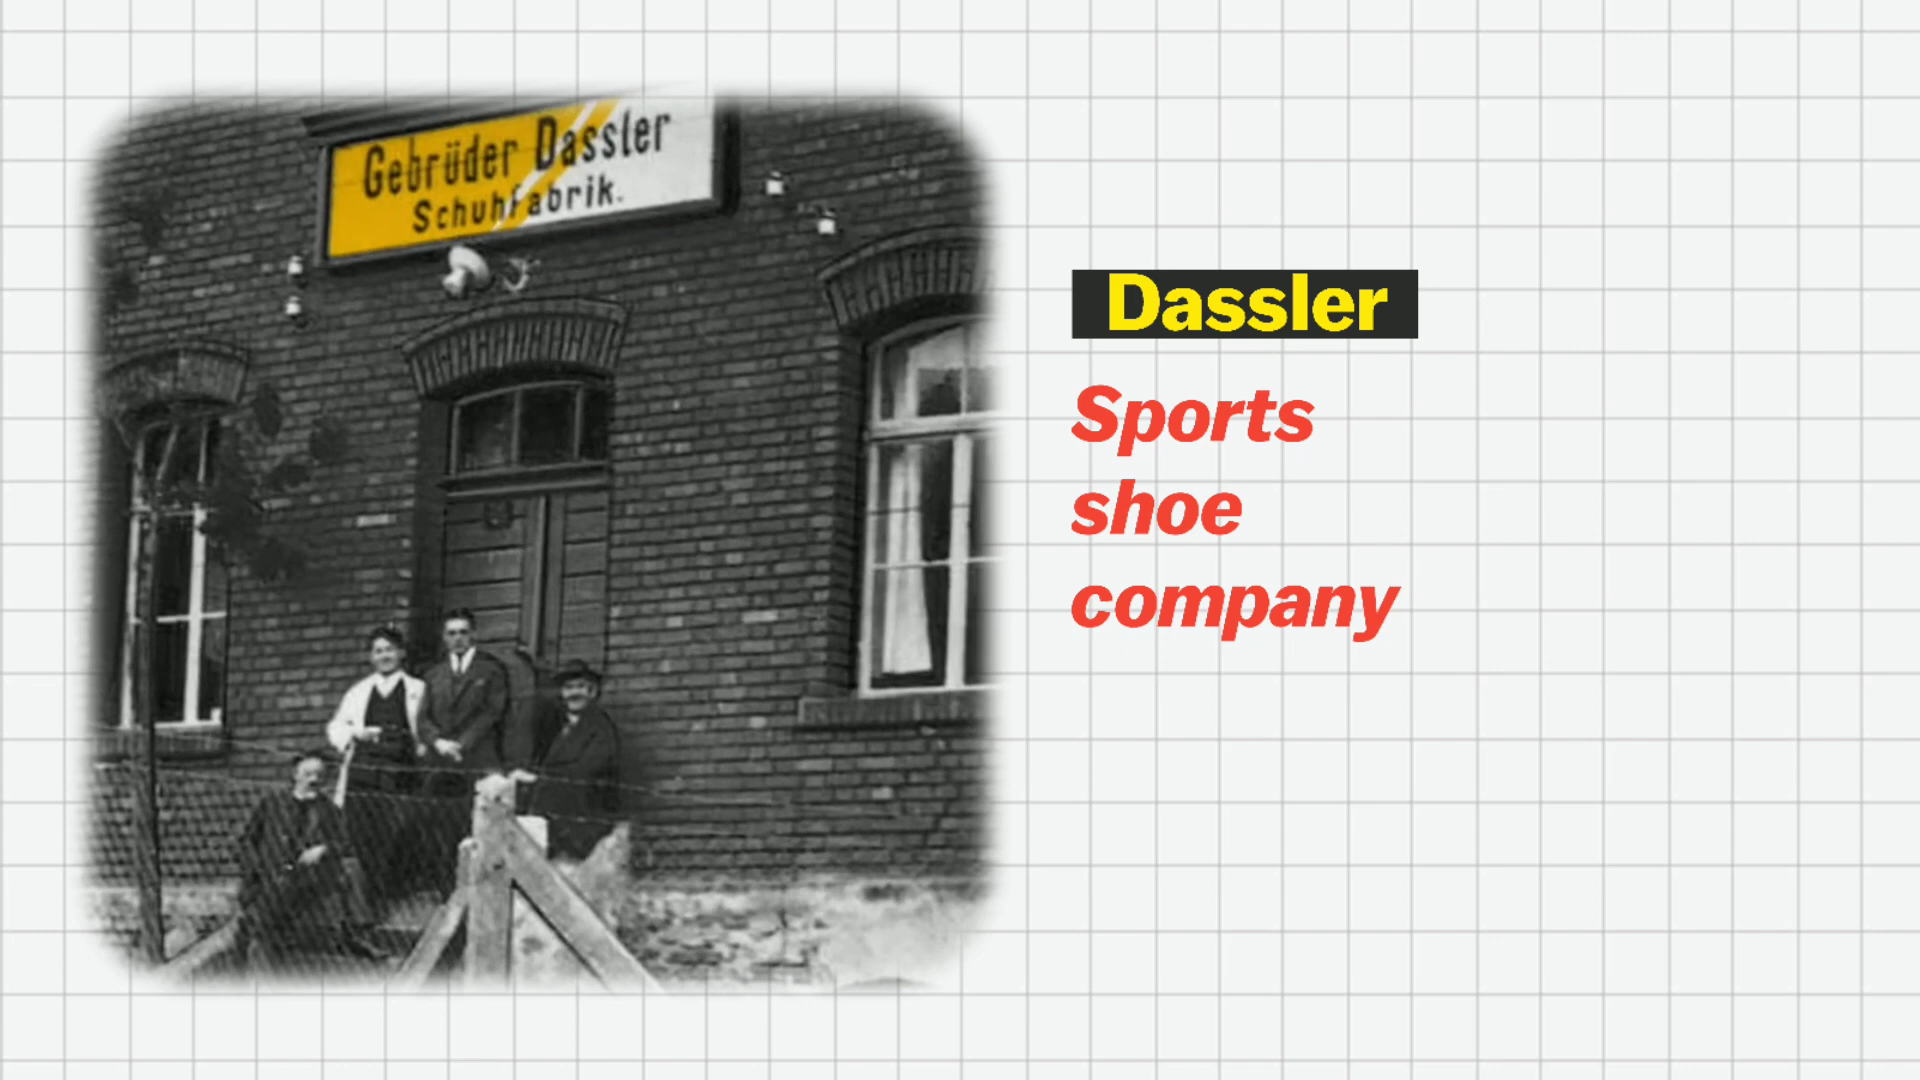 Gebrüder Dassler
Schuhfabrik.
Dassler
Sports
shoe
company